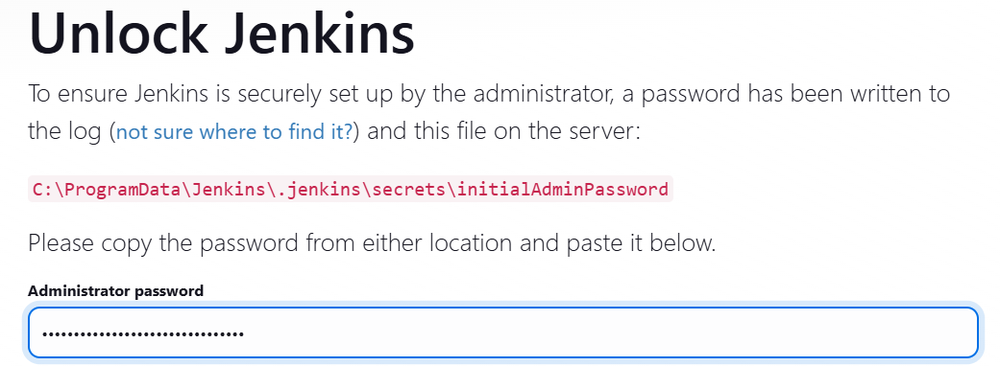 Unlock Jenkins
To ensure Jenkins is securely set up by the administrator, a password has been written to
the log (not sure where to find it?) and this file on the server:
C:\ProgramData\Jenkins\.jenkins\secrets\initialAdminPassword
Please copy the password from either location and paste it below.
Administrator password
••••••••••••••••••••••••••••••••